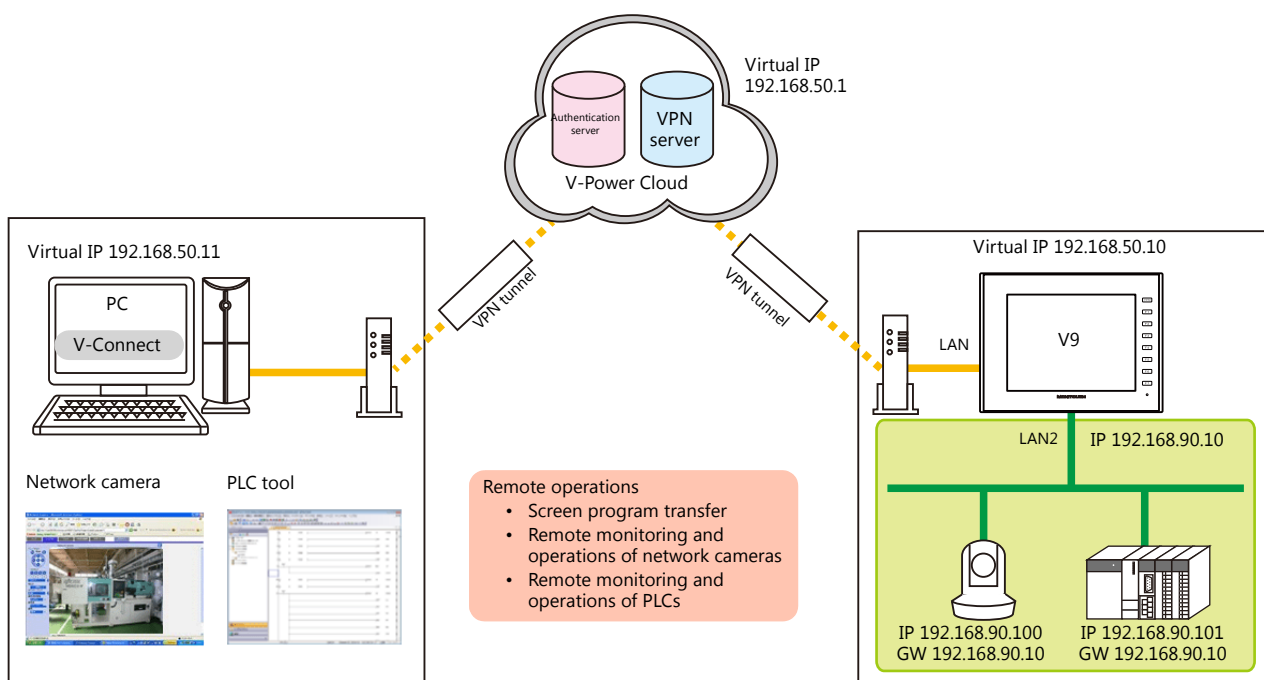 Virtual IP
192.168.50.1
Authentication
server
VPN
server
V-Power Cloud
Virtual IP 192.168.50.11
PC
V-Connect
VPN tunnel
VPN tunnel
Virtual IP 192.168.50.10
LAN
V9
LAN2
IP 192.168.90.10
Network camera
PLC tool
Remote operations
• Screen program transfer
• Remote monitoring and
operations of network cameras
• Remote monitoring and
operations of PLCs
IP 192.168.90.100
GW 192.168.90.10
IP 192.168.90.101
GW 192.168.90.10